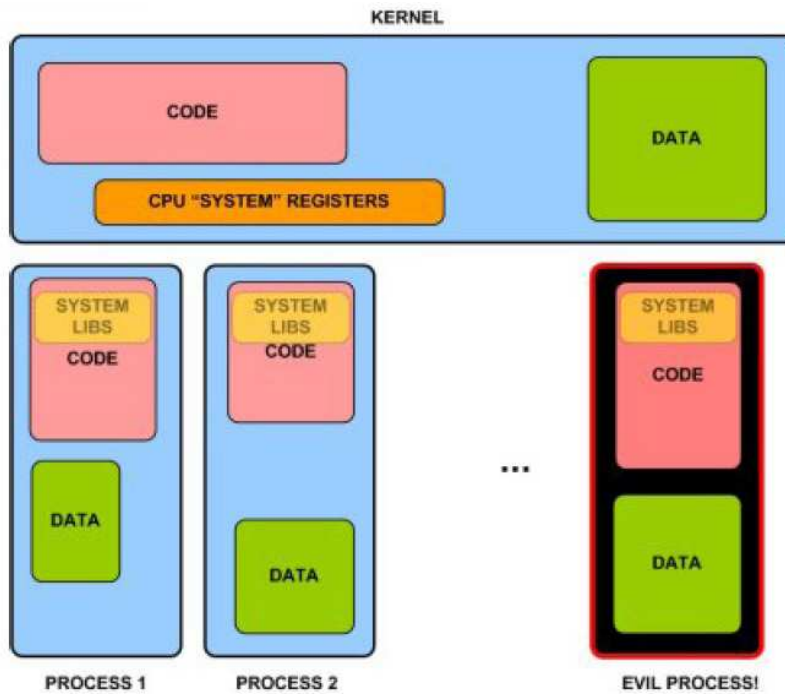 KERNEL
CODE
DATA
CPU “SYSTEM” REGISTERS
SYSTEM
LIBS
CODE
DATA
PROCESS 1
SYSTEM
LIBS
CODE
DATA
PROCESS 2
...
SYSTEM
LIBS
CODE
DATA
EVIL PROCESS!